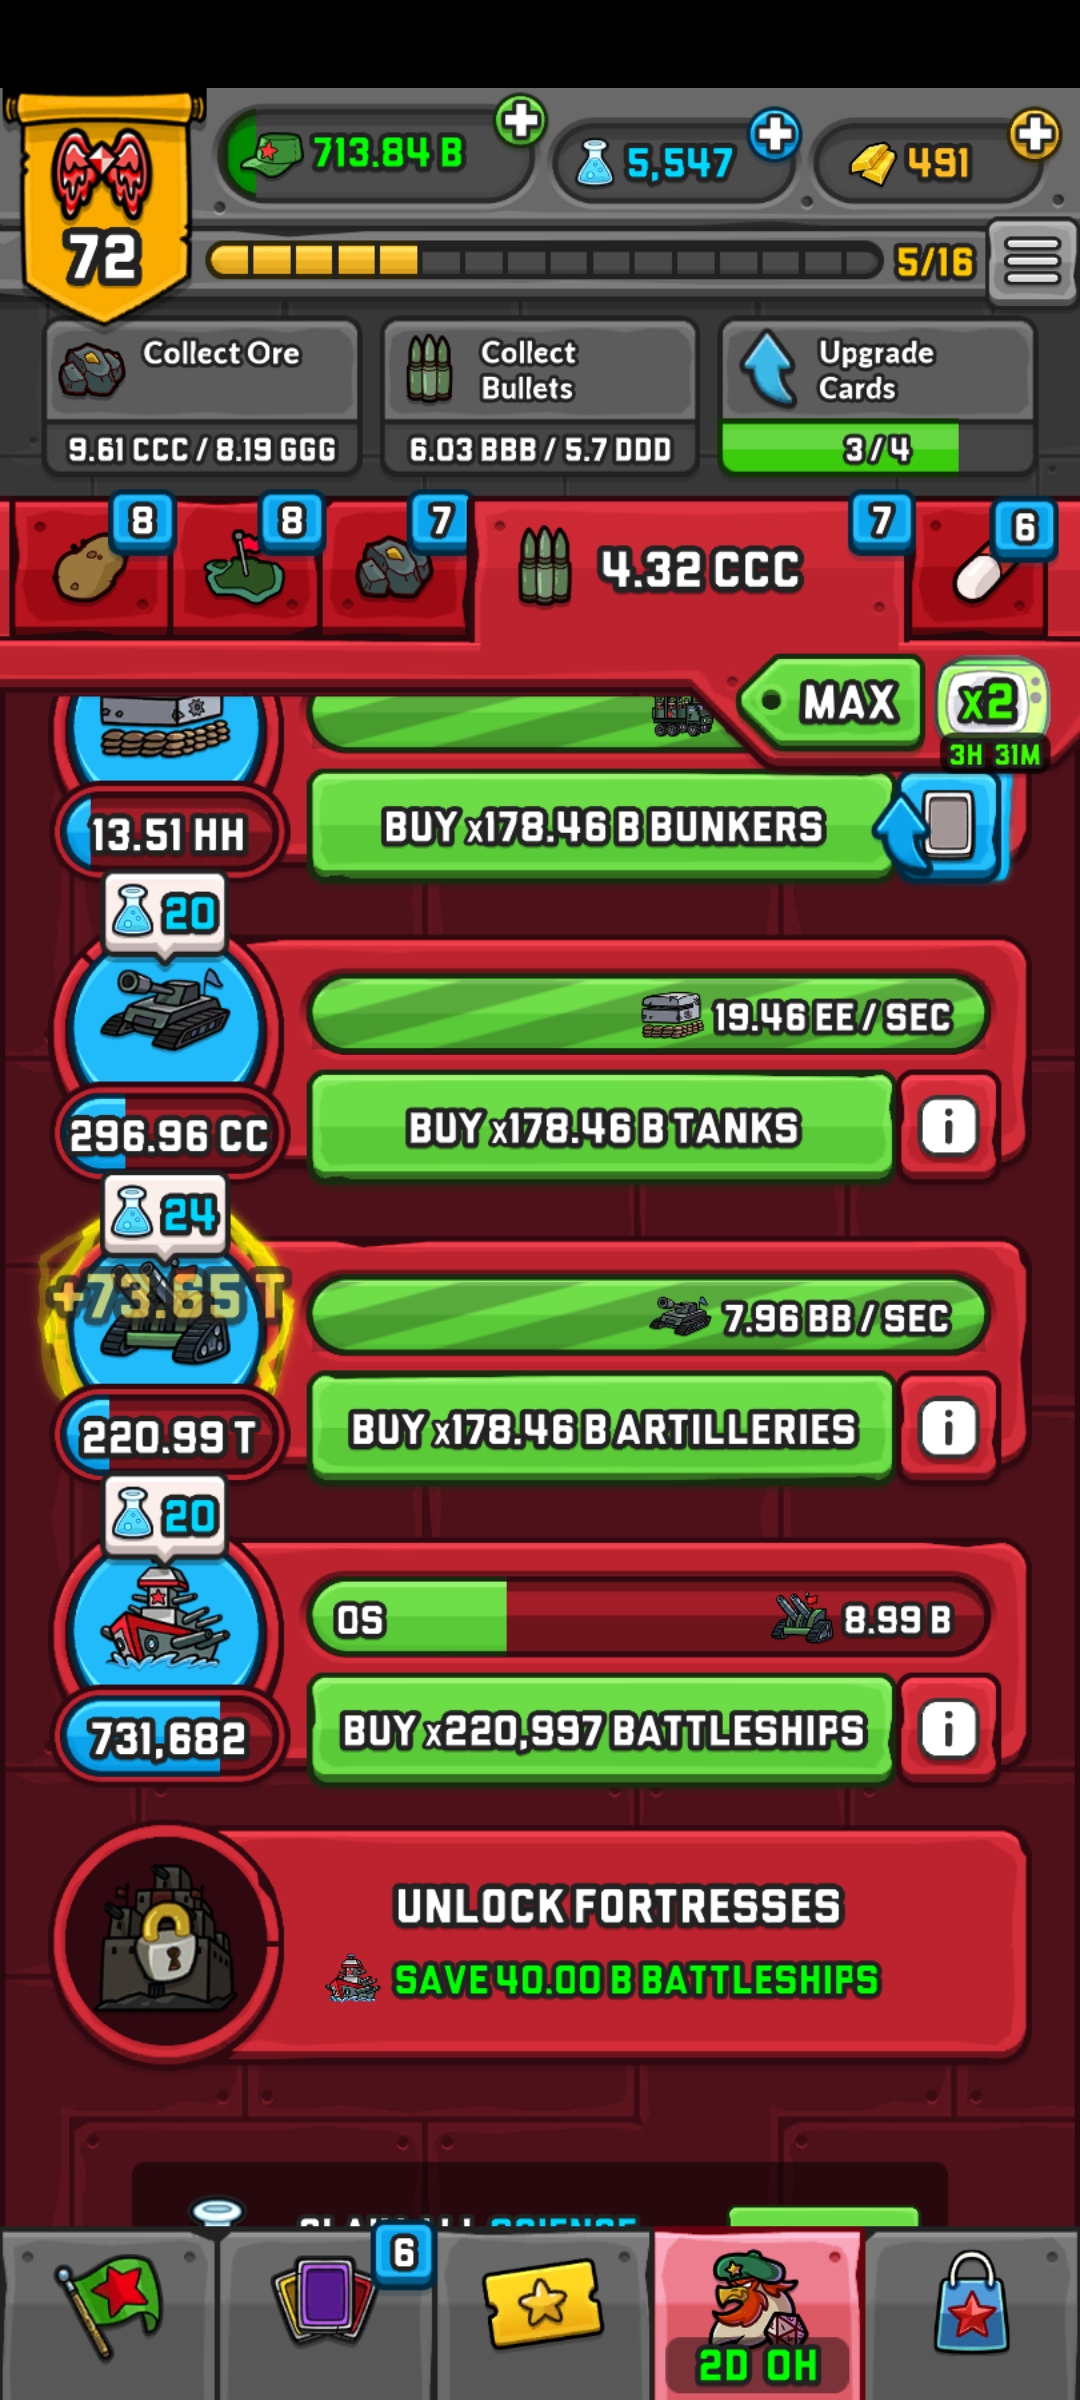 713.84 B
5,547
491
72
5/16
Collect Ore
9.61 CCC / 8.19 GGG
Collect
Bullets
6.03 BBB / 5.7 DDD
Upgrade
Cards
3/4
8
8
7
4.32 CCC
7
6
MAX
x2
3H 31M
13.51 HH
BUY x178.46 B BUNKERS
20
19.46 EE / SEC
296.96 CC
BUY x178.46 B TANKS
24
+73.65 T
7.96 BB / SEC
220.99 T
BUY x178.46 B ARTILLERIES
20
0S
8.99 B
731,682
BUY x220,997 BATTLESHIPS
UNLOCK FORTRESSES
SAVE 40.00 B BATTLESHIPS
6
2D 0H